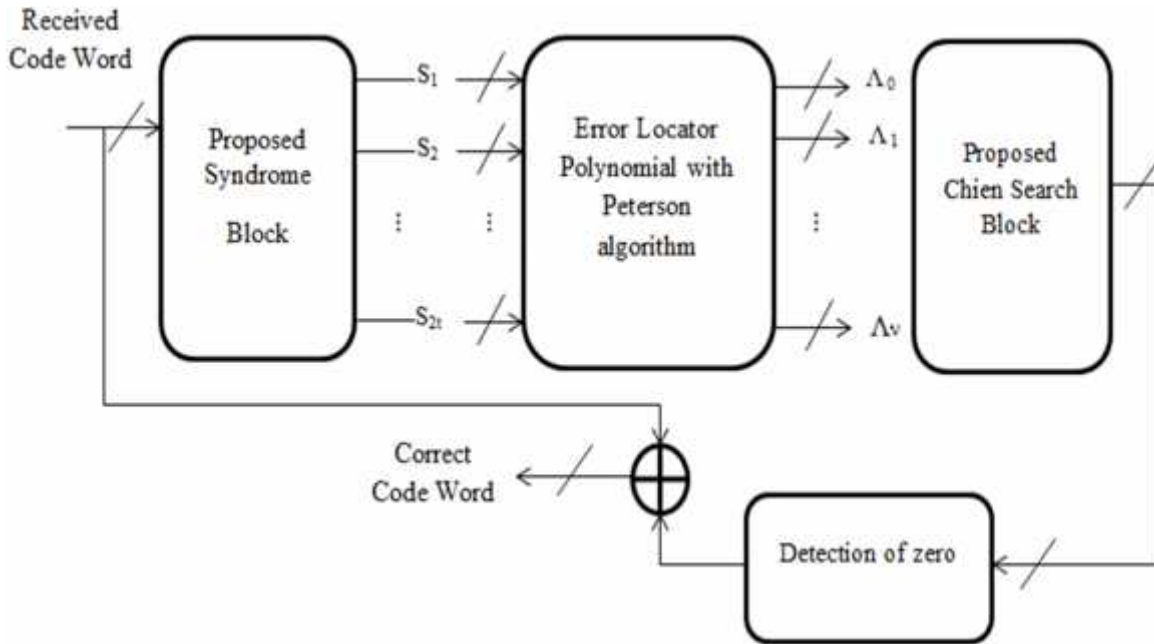 Received
Code Word
Proposed
Syndrome
Block
S₁
S₂
⋮
S₂ₜ
⋮
Error Locator
Polynomial with
Peterson
algorithm
Λ₀
Λ₁
⋮
Λv
Proposed
Chien Search
Block
Correct
Code Word
Detection of zero